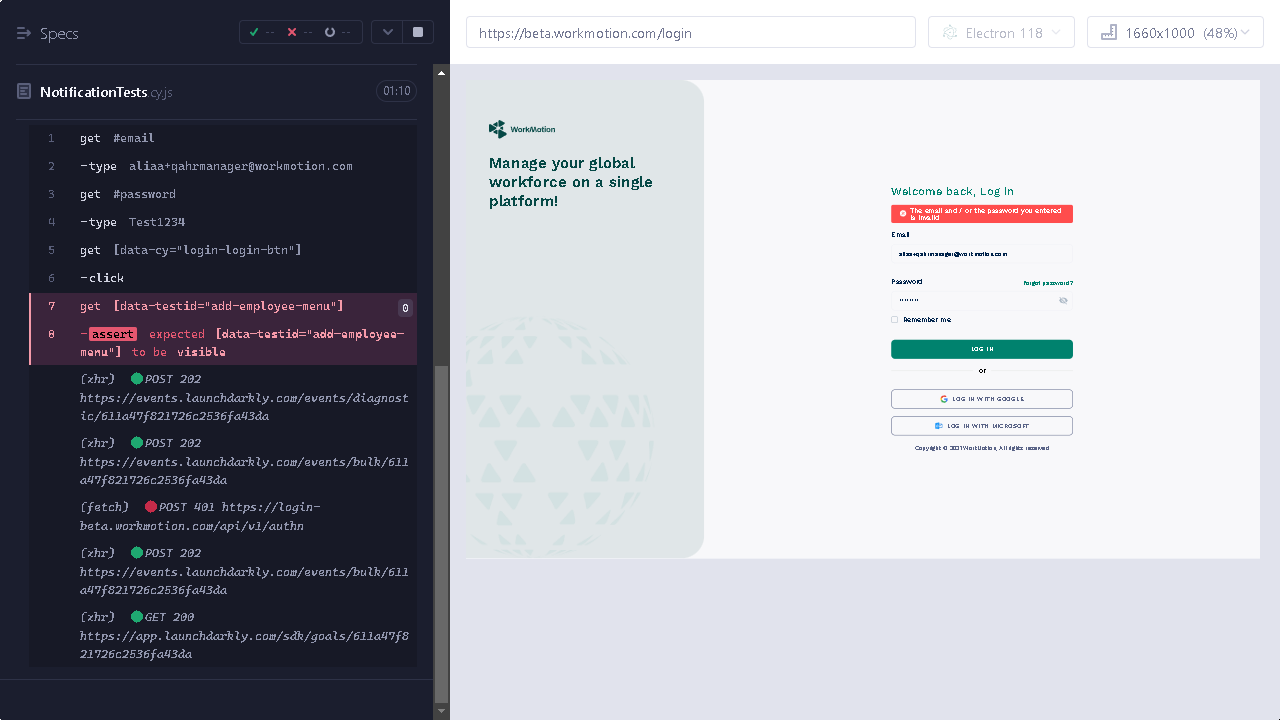 Specs
-- -- --
NotificationTests.cy.js
01:10
1 get #email
2 -type aliaa+qahrmanager@workmotion.com
3 get #password
4 -type Test1234
5 get [data-cy="login-login-btn"]
6 -click
7 get [data-testid="add-employee-menu"] 0
8 -assert expected [data-testid="add-employee-
menu"] to be visible
(xhr) POST 202
https://events.launchdarkly.com/events/diagnost
ic/611a47f821726c2536fa43da
(xhr) POST 202
https://events.launchdarkly.com/events/bulk/611
a47f821726c2536fa43da
(fetch) POST 401 https://login-
beta.workmotion.com/api/v1/authn
(xhr) POST 202
https://events.launchdarkly.com/events/bulk/611
a47f821726c2536fa43da
(xhr) GET 200
https://app.launchdarkly.com/sdk/goals/611a47f8
21726c2536fa43da
https://beta.workmotion.com/login
Electron 118
1660x1000 (48%)
WorkMotion
Manage your global
workforce on a single
platform!
Welcome back, Log in
The email and / or the password you entered
is invalid
Email
aliaa+qahrmanager@workmotion.com
Password
Forgot password?
Remember me
LOG IN
or
LOG IN WITH GOOGLE
LOG IN WITH MICROSOFT
Copyright © 2021 WorkMotion, All rights reserved